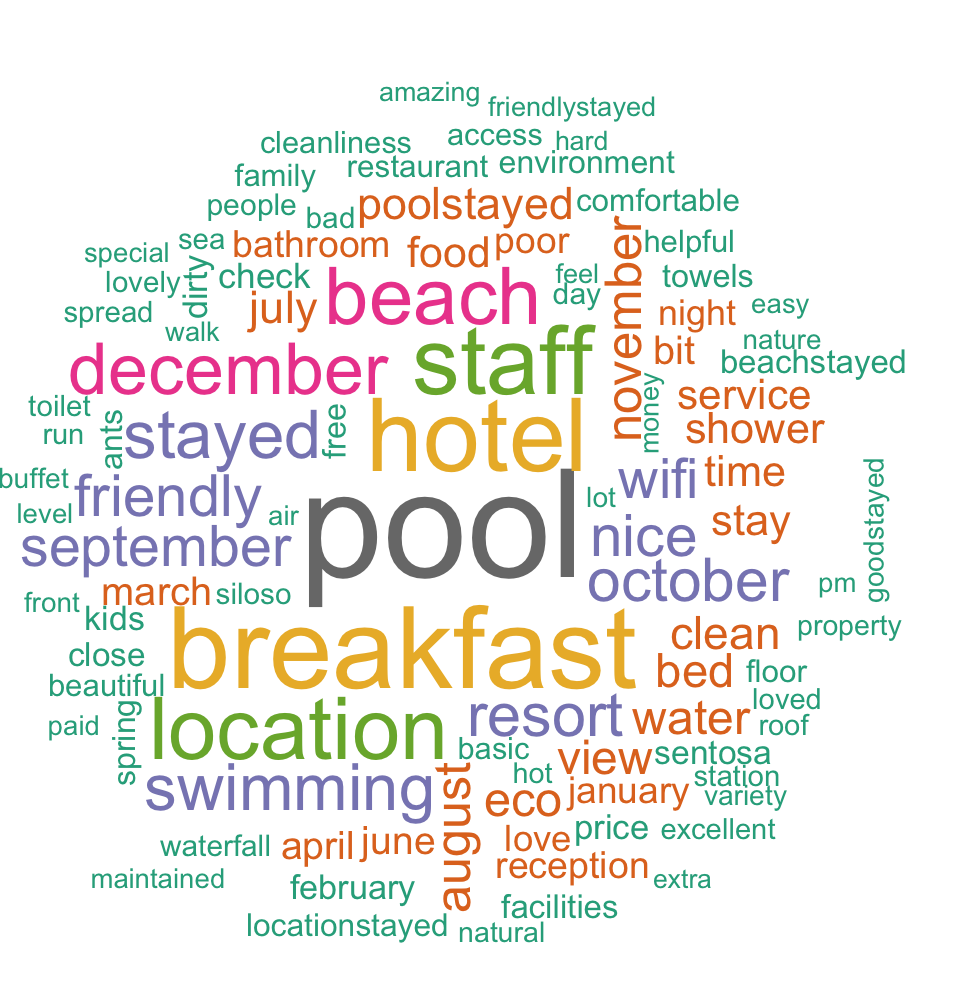 amazing
friendlystayed
cleanliness access hard
family restaurant environment
people bad poolstayed comfortable
special sea bathroom food poor november helpful
lovely dirty check feel towels
spread july beach day night easy
walk nature
december staff bit beachstayed
toilet service
run ants stayed free hotel money shower
buffet friendly wifi time
level air pool lot goodstayed
september nice stay
front march siloso october pm
kids clean property
close breakfast bed floor
beautiful loved
paid spring location resort water roof
basic view sentosa
swimming hot station
august eco january variety
waterfall april june love price excellent
maintained reception extra
february facilities
locationstayed natural